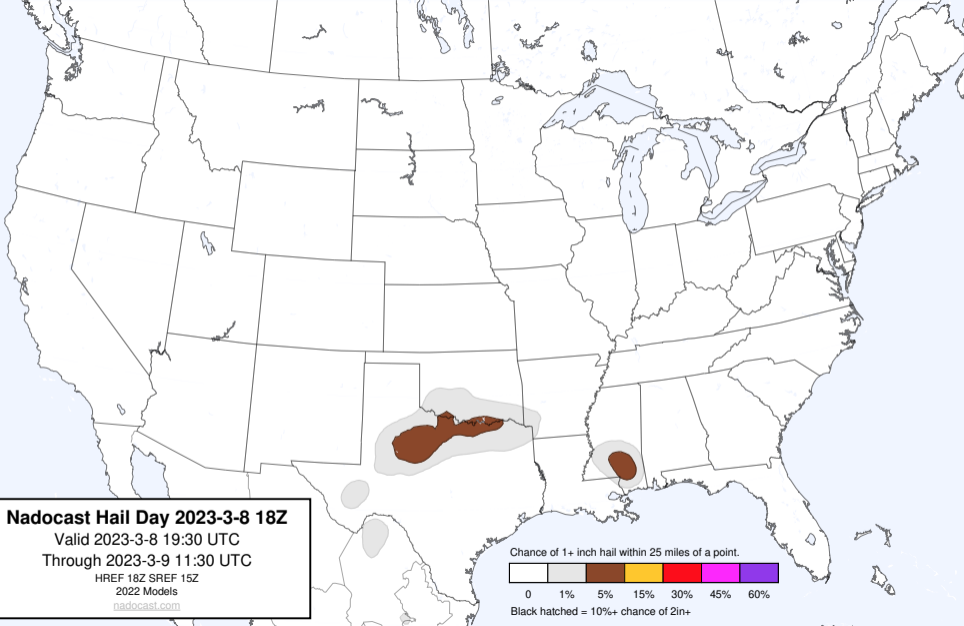 Nadocast Hail Day 2023-3-8 18Z
Valid 2023-3-8 19:30 UTC
Through 2023-3-9 11:30 UTC
HREF 18Z SREF 15Z
2022 Models
nadocast.com
Chance of 1+ inch hail within 25 miles of a point.
0 1% 5% 15% 30% 45% 60%
Black hatched = 10%+ chance of 2in+